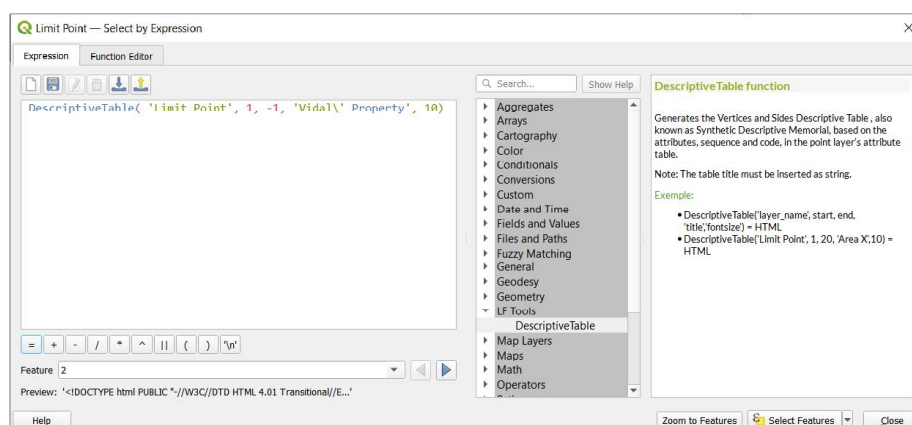 Limit Point — Select by Expression
Expression Function Editor
DescriptiveTable( 'Limit Point', 1, -1, 'Vidal\' Property', 10)
= + - / * ^ || ( ) '\n'
Feature 2
Preview: '<!DOCTYPE html PUBLIC "-//W3C//DTD HTML 4.01 Transitional//E...'
Search... Show Help
Aggregates
Arrays
Cartography
Color
Conditionals
Conversions
Custom
Date and Time
Fields and Values
Files and Paths
Fuzzy Matching
General
Geodesy
Geometry
LF Tools
DescriptiveTable
Map Layers
Maps
Math
Operators
DescriptiveTable function
Generates the Vertices and Sides Descriptive Table , also
known as Synthetic Descriptive Memorial, based on the
attributes, sequence and code, in the point layer's attribute
table.
Note: The table title must be inserted as string.
Exemple:
• DescriptiveTable('layer_name', start, end,
'title','fontsize') = HTML
• DescriptiveTable('Limit Point', 1, 20, 'Area X',10) =
HTML
Help Zoom to Features Select Features Close